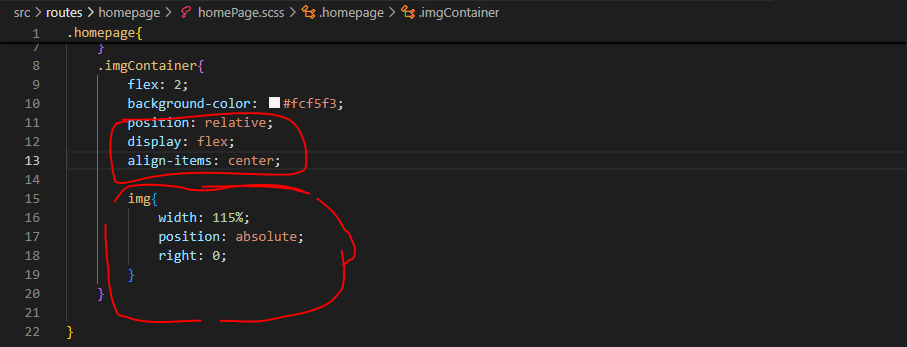 src > routes > homepage > homePage.scss > .homepage > .imgContainer
1 .homepage{
7 }
8 .imgContainer{
9 flex: 2;
10 background-color: #fcf5f3;
11 position: relative;
12 display: flex;
13 align-items: center;
14
15 img{
16 width: 115%;
17 position: absolute;
18 right: 0;
19 }
20 }
21
22 }